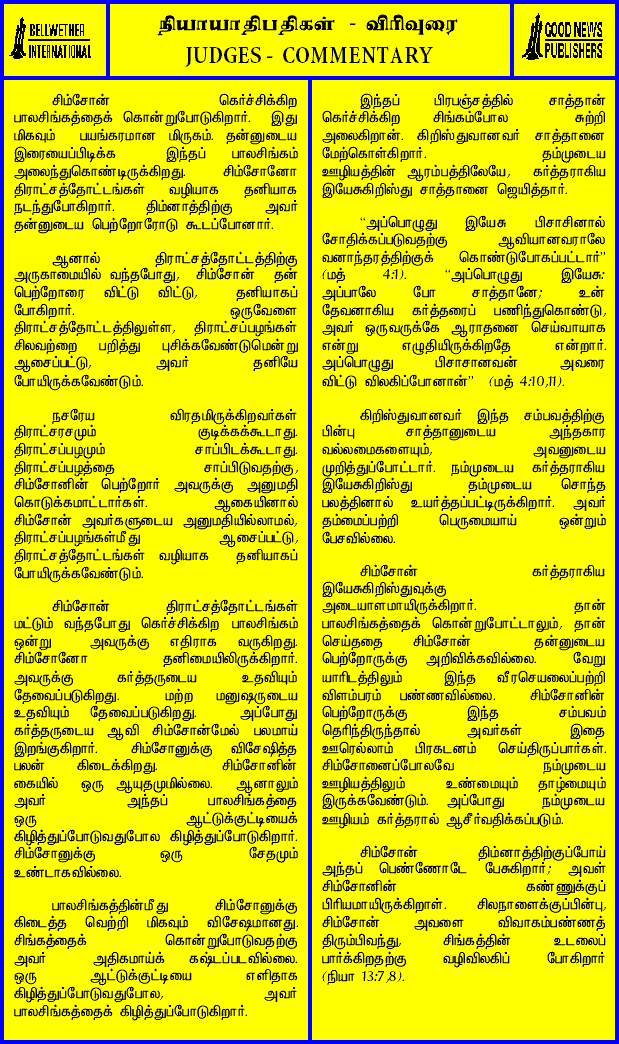 BELLWETHER
INTERNATIONAL
நியாயாதிபதிகள் - விரிவுரை
JUDGES - COMMENTARY
GOOD NEWS
PUBLISHERS
சிம்சோன் கெர்ச்சிக்கிற
பாலசிங்கத்தைக் கொன்றுபோடுகிறார். இது
மிகவும் பயங்கரமான மிருகம். தன்னுடைய
இரையைப்பிடிக்க இந்தப் பாலசிங்கம்
அலைந்துகொண்டிருக்கிறது. சிம்சோனோ
திராட்சத்தோட்டங்கள் வழியாக தனியாக
நடந்துபோகிறார். திம்னாத்திற்கு அவர்
தன்னுடைய பெற்றோரோடு கூடப்போனார்.
ஆனால் திராட்சத்தோட்டத்திற்கு
அருகாமையில் வந்தபோது, சிம்சோன் தன்
பெற்றோரை விட்டு விட்டு, தனியாகப்
போகிறார். ஒருவேளை
திராட்சத்தோட்டத்திலுள்ள, திராட்சப்பழங்கள்
சிலவற்றை பறித்து புசிக்கவேண்டுமென்று
ஆசைப்பட்டு, அவர் தனியே
போயிருக்கவேண்டும்.
நசரேய விரதமிருக்கிறவர்கள்
திராட்சரசமும் குடிக்கக்கூடாது.
திராட்சப்பழமும் சாப்பிடக்கூடாது.
திராட்சப்பழத்தை சாப்பிடுவதற்கு,
சிம்சோனின் பெற்றோர் அவருக்கு அனுமதி
கொடுக்கமாட்டார்கள். ஆகையினால்
சிம்சோன் அவர்களுடைய அனுமதியில்லாமல்,
திராட்சப்பழங்கள்மீது ஆசைப்பட்டு,
திராட்சத்தோட்டங்கள் வழியாக தனியாகப்
போயிருக்கவேண்டும்.
சிம்சோன் திராட்சத்தோட்டங்கள்
மட்டும் வந்தபோது கெர்ச்சிக்கிற பாலசிங்கம்
ஒன்று அவருக்கு எதிராக வருகிறது.
சிம்சோனோ தனிமையிலிருக்கிறார்.
அவருக்கு கர்த்தருடைய உதவியும்
தேவைப்படுகிறது. மற்ற மனுஷருடைய
உதவியும் தேவைப்படுகிறது. அப்போது
கர்த்தருடைய ஆவி சிம்சோன்மேல் பலமாய்
இறங்குகிறார். சிம்சோனுக்கு விசேஷித்த
பலன் கிடைக்கிறது. சிம்சோனின்
கையில் ஒரு ஆயுதமுமில்லை. ஆனாலும்
அவர் அந்தப் பாலசிங்கத்தை
ஒரு ஆட்டுக்குட்டியைக்
கிழித்துப்போடுவதுபோல கிழித்துப்போடுகிறார்.
சிம்சோனுக்கு ஒரு சேதமும்
உண்டாகவில்லை.
பாலசிங்கத்தின்மீது சிம்சோனுக்கு
கிடைத்த வெற்றி மிகவும் விசேஷமானது.
சிங்கத்தைக் கொன்றுபோடுவதற்கு
அவர் அதிகமாய்க் கஷ்டப்படவில்லை.
ஒரு ஆட்டுக்குட்டியை எளிதாக
கிழித்துப்போடுவதுபோல, அவர்
பாலசிங்கத்தைக் கிழித்துப்போடுகிறார்.
இந்தப் பிரபஞ்சத்தில் சாத்தான்
கெர்ச்சிக்கிற சிங்கம்போல சுற்றி
அலைகிறான். கிறிஸ்துவானவர் சாத்தானை
மேற்கொள்கிறார். தம்முடைய
ஊழியத்தின் ஆரம்பத்திலேயே, கர்த்தராகிய
இயேசுகிறிஸ்து சாத்தானை ஜெயித்தார்.
“அப்பொழுது இயேசு பிசாசினால்
சோதிக்கப்படுவதற்கு ஆவியானவராலே
வனாந்தரத்திற்குக் கொண்டுபோகப்பட்டார்”
(மத் 4:1). “அப்பொழுது இயேசு:
அப்பாலே போ சாத்தானே; உன்
தேவனாகிய கர்த்தரைப் பணிந்துகொண்டு,
அவர் ஒருவருக்கே ஆராதனை செய்வாயாக
என்று எழுதியிருக்கிறதே என்றார்.
அப்பொழுது பிசாசானவன் அவரை
விட்டு விலகிப்போனான்” (மத் 4:10,11).
கிறிஸ்துவானவர் இந்த சம்பவத்திற்கு
பின்பு சாத்தானுடைய அந்தகார
வல்லமைகளையும், அவனுடைய
முறித்துப்போட்டார். நம்முடைய கர்த்தராகிய
இயேசுகிறிஸ்து தம்முடைய சொந்த
பலத்தினால் உயர்த்தப்பட்டிருக்கிறார். அவர்
தம்மைப்பற்றி பெருமையாய் ஒன்றும்
பேசவில்லை.
சிம்சோன் கர்த்தராகிய
இயேசுகிறிஸ்துவுக்கு
அடையாளமாயிருக்கிறார். தான்
பாலசிங்கத்தைக் கொன்றுபோட்டாலும், தான்
செய்ததை சிம்சோன் தன்னுடைய
பெற்றோருக்கு அறிவிக்கவில்லை. வேறு
யாரிடத்திலும் இந்த வீரசெயலைப்பற்றி
விளம்பரம் பண்ணவில்லை. சிம்சோனின்
பெற்றோருக்கு இந்த சம்பவம்
தெரிந்திருந்தால் அவர்கள் இதை
ஊரெல்லாம் பிரகடனம் செய்திருப்பார்கள்.
சிம்சோனைப்போலவே நம்முடைய
ஊழியத்திலும் உண்மையும் தாழ்மையும்
இருக்கவேண்டும். அப்போது நம்முடைய
ஊழியம் கர்த்தரால் ஆசீர்வதிக்கப்படும்.
சிம்சோன் திம்னாத்திற்குப்போய்
அந்தப் பெண்ணோடே பேசுகிறார்; அவள்
சிம்சோனின் கண்ணுக்குப்
பிரியமாயிருக்கிறாள். சிலநாளைக்குப்பின்பு,
சிம்சோன் அவளை விவாகம்பண்ணத்
திரும்பிவந்து, சிங்கத்தின் உடலைப்
பார்க்கிறதற்கு வழிவிலகிப் போகிறார்
(நியா 13:7,8).